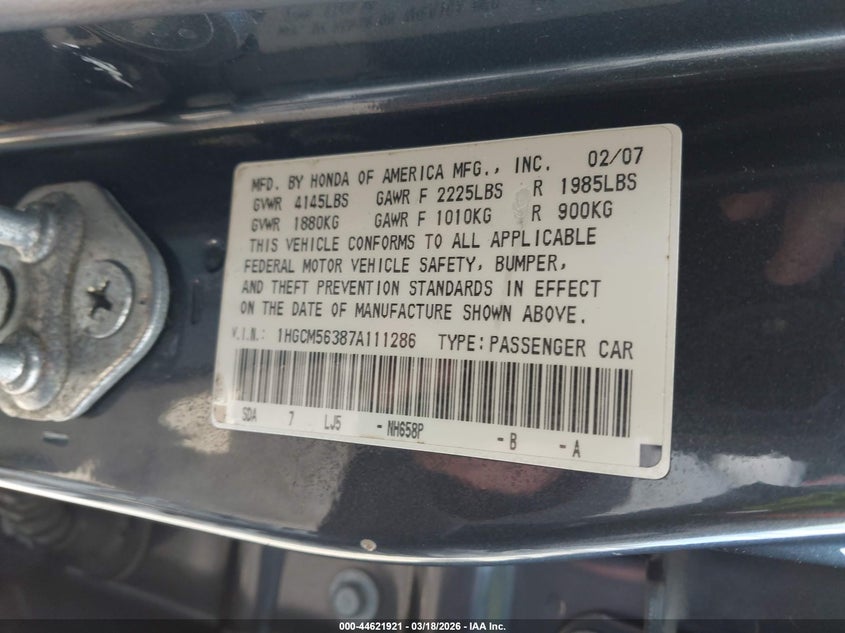 MFD. BY HONDA OF AMERICA MFG., INC. 02/07
GVWR 4145LBS GAWR F 2225LBS R 1985LBS
GVWR 1880KG GAWR F 1010KG R 900KG
THIS VEHICLE CONFORMS TO ALL APPLICABLE
FEDERAL MOTOR VEHICLE SAFETY, BUMPER,
AND THEFT PREVENTION STANDARDS IN EFFECT
ON THE DATE OF MANUFACTURE SHOWN ABOVE.
V.I.N.: 1HGCM56387A111286 TYPE: PASSENGER CAR
SDA 7 LJ5 - NH658P - B - A
000-44621921 | 03/18/2026 | IAA Inc.